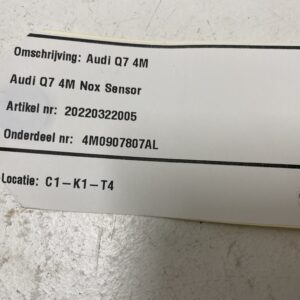 Omschrijving: Audi Q7 4M
Audi Q7 4M Nox Sensor
Artikel nr: 20220322005
Onderdeel nr: 4M0907807AL
Locatie: C1-K1-T4